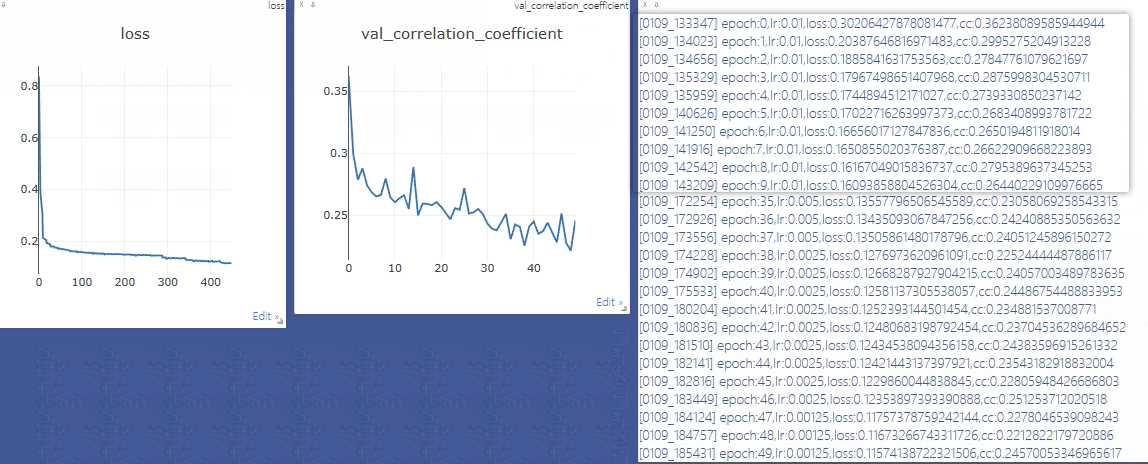 loss
loss
0.8
0.6
0.4
0.2
0 100 200 300 400
Edit »
x
val_correlation_coefficient
val_correlation_coefficient
0.35
0.3
0.25
0 10 20 30 40
Edit »
x
[0109_133347] epoch:0,lr:0.01,loss:0.30206427878081477,cc:0.36238089585944944
[0109_134023] epoch:1,lr:0.01,loss:0.20387646816971483,cc:0.2995275204913228
[0109_134656] epoch:2,lr:0.01,loss:0.1885841631753563,cc:0.27847761079621697
[0109_135329] epoch:3,lr:0.01,loss:0.17967498651407968,cc:0.2875998304530711
[0109_135959] epoch:4,lr:0.01,loss:0.1744894512171027,cc:0.2739330850237142
[0109_140626] epoch:5,lr:0.01,loss:0.17022716263997373,cc:0.2683408993781722
[0109_141250] epoch:6,lr:0.01,loss:0.16656017127847836,cc:0.2650194811918014
[0109_141916] epoch:7,lr:0.01,loss:0.1650855020376387,cc:0.26622909668223893
[0109_142542] epoch:8,lr:0.01,loss:0.16167049015836737,cc:0.2795389637345253
[0109_143209] epoch:9,lr:0.01,loss:0.16093858804526304,cc:0.26440229109976665
[0109_172254] epoch:35,lr:0.005,loss:0.13557796506545589,cc:0.23058069258543315
[0109_172926] epoch:36,lr:0.005,loss:0.13435093067847256,cc:0.24240885350563632
[0109_173556] epoch:37,lr:0.005,loss:0.13505861480178796,cc:0.24051245896150272
[0109_174228] epoch:38,lr:0.0025,loss:0.1276973620961091,cc:0.22524444487886117
[0109_174902] epoch:39,lr:0.0025,loss:0.12668287927904215,cc:0.24057003489783635
[0109_175533] epoch:40,lr:0.0025,loss:0.12581137305538057,cc:0.24486754488833953
[0109_180204] epoch:41,lr:0.0025,loss:0.1252393144501454,cc:0.234881537008771
[0109_180836] epoch:42,lr:0.0025,loss:0.12480683198792454,cc:0.23704536289684652
[0109_181510] epoch:43,lr:0.0025,loss:0.12434538094356158,cc:0.24383596915261332
[0109_182141] epoch:44,lr:0.0025,loss:0.12421443137397921,cc:0.23543182918832004
[0109_182816] epoch:45,lr:0.0025,loss:0.1229860044838845,cc:0.22805948426686803
[0109_183449] epoch:46,lr:0.0025,loss:0.12353897393390888,cc:0.251253712020518
[0109_184124] epoch:47,lr:0.00125,loss:0.11757378759242144,cc:0.2278046539098243
[0109_184757] epoch:48,lr:0.00125,loss:0.11673266743311726,cc:0.2212822179720886
[0109_185431] epoch:49,lr:0.00125,loss:0.11574138722321506,cc:0.24570053346965617